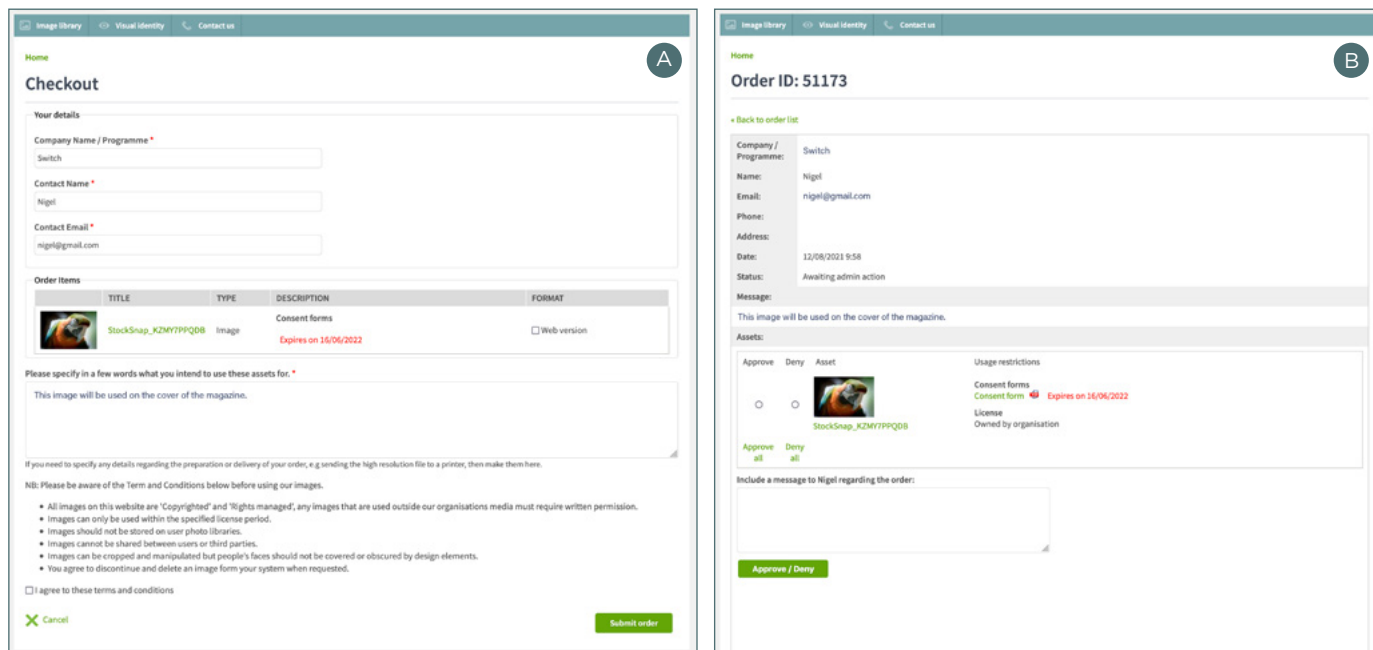 Image library Visual identity Contact us
A
Home
Checkout
Your details
Company Name / Programme *
Switch
Contact Name *
Nigel
Contact Email *
nigel@gmail.com
Order Items
TITLE TYPE DESCRIPTION FORMAT
Consent forms
StockSnap_KZMY7PPQDB Image Web version
Expires on 16/06/2022
Please specify in a few words what you intend to use these assets for. *
This image will be used on the cover of the magazine.
If you need to specify any details regarding the preparation or delivery of your order, e.g sending the high resolution file to a printer, then make them here.
NB: Please be aware of the Term and Conditions below before using our images.
• All images on this website are 'Copyrighted' and 'Rights managed', any images that are used outside our organisations media must require written permission.
• Images can only be used within the specified license period.
• Images should not be stored on user photo libraries.
• Images cannot be shared between users or third parties.
• Images can be cropped and manipulated but people's faces should not be covered or obscured by design elements.
• You agree to discontinue and delete an image form your system when requested.
I agree to these terms and conditions
Cancel
Submit order
Image library Visual identity Contact us
B
Home
Order ID: 51173
« Back to order list
Company /
Programme: Switch
Name: Nigel
Email: nigel@gmail.com
Phone:
Address:
Date: 12/08/2021 9:58
Status: Awaiting admin action
Message:
This image will be used on the cover of the magazine.
Assets:
Approve Deny Asset Usage restrictions
Consent forms
Consent form Expires on 16/06/2022
License
Owned by organisation
StockSnap_KZMY7PPQDB
Approve Deny
all all
Include a message to Nigel regarding the order:
Approve / Deny